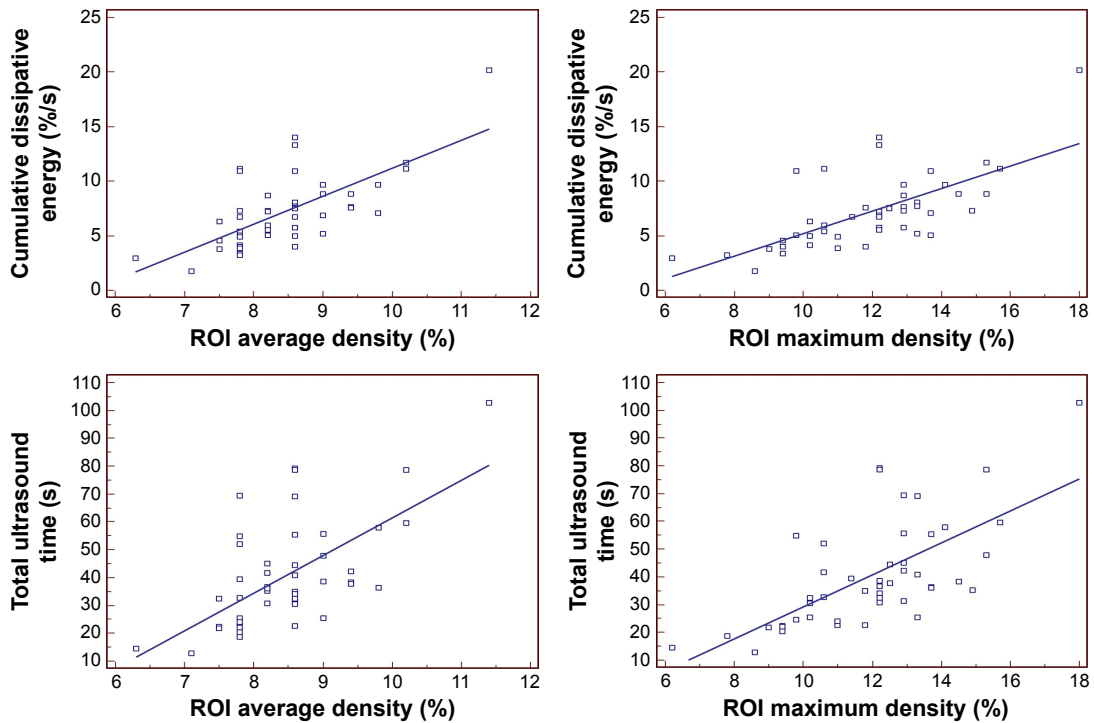 Cumulative dissipative
energy (%/s)
25
20
15
10
5
0
6 7 8 9 10 11 12
ROI average density (%)
Cumulative dissipative
energy (%/s)
25
20
15
10
5
0
6 8 10 12 14 16 18
ROI maximum density (%)
Total ultrasound
time (s)
110
100
90
80
70
60
50
40
30
20
10
6 7 8 9 10 11 12
ROI average density (%)
Total ultrasound
time (s)
110
100
90
80
70
60
50
40
30
20
10
6 8 10 12 14 16 18
ROI maximum density (%)